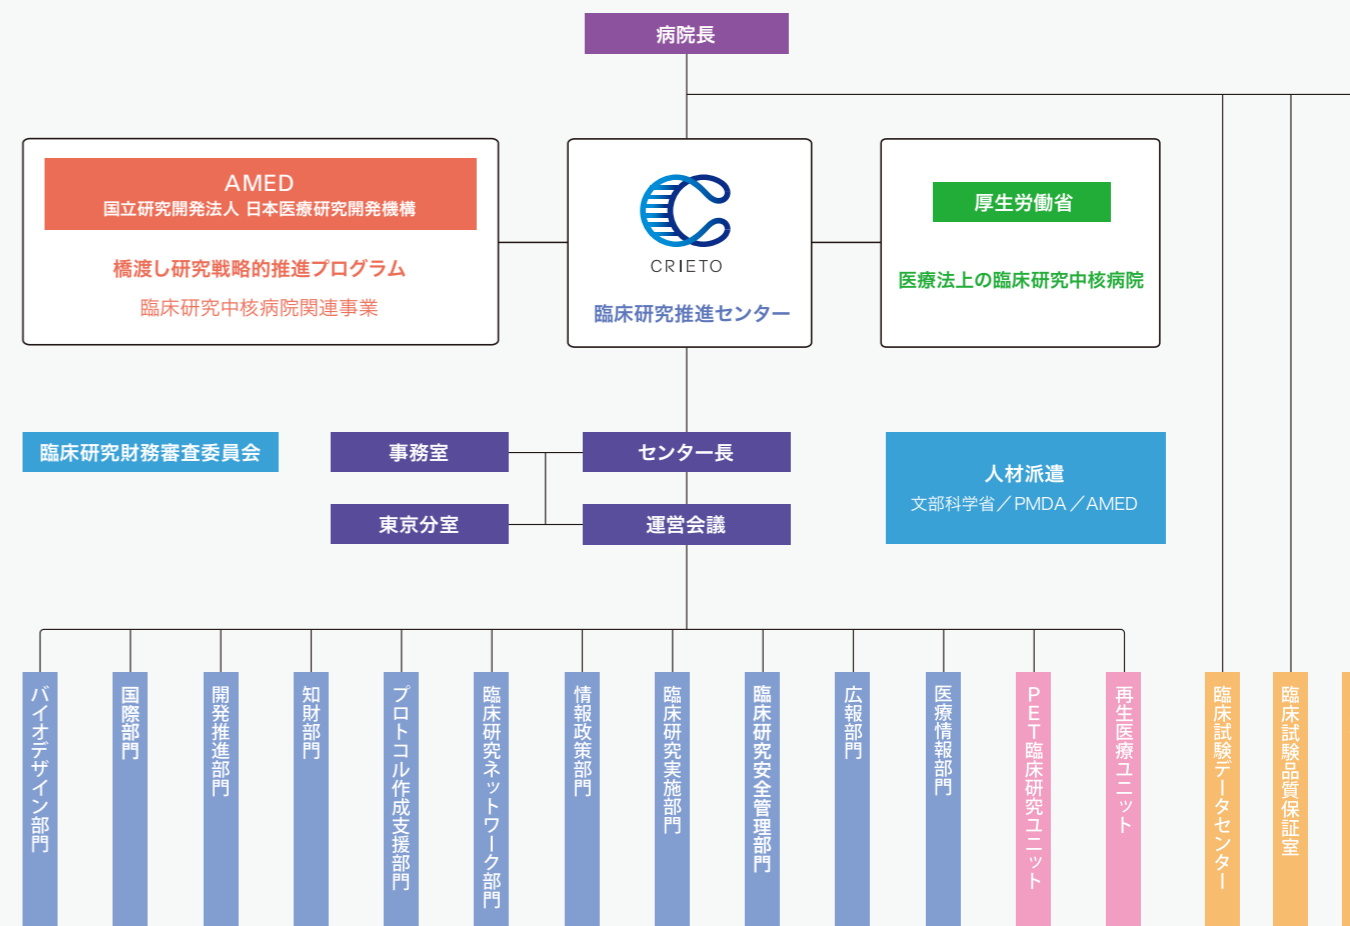 病院長
AMED
国立研究開発法人 日本医療研究開発機構
橋渡し研究戦略的推進プログラム
臨床研究中核病院関連事業
CRIETO
臨床研究推進センター
厚生労働省
医療法上の臨床研究中核病院
臨床研究財務審査委員会
事務室
センター長
東京分室
運営会議
人材派遣
文部科学省／PMDA／AMED
バイオデザイン部門
国際部門
開発推進部門
知財部門
プロトコル作成支援部門
臨床研究ネットワーク部門
情報政策部門
臨床研究実施部門
臨床研究安全管理部門
広報部門
医療情報部門
PET臨床研究ユニット
再生医療ユニット
臨床試験データセンター
臨床試験品質保証室